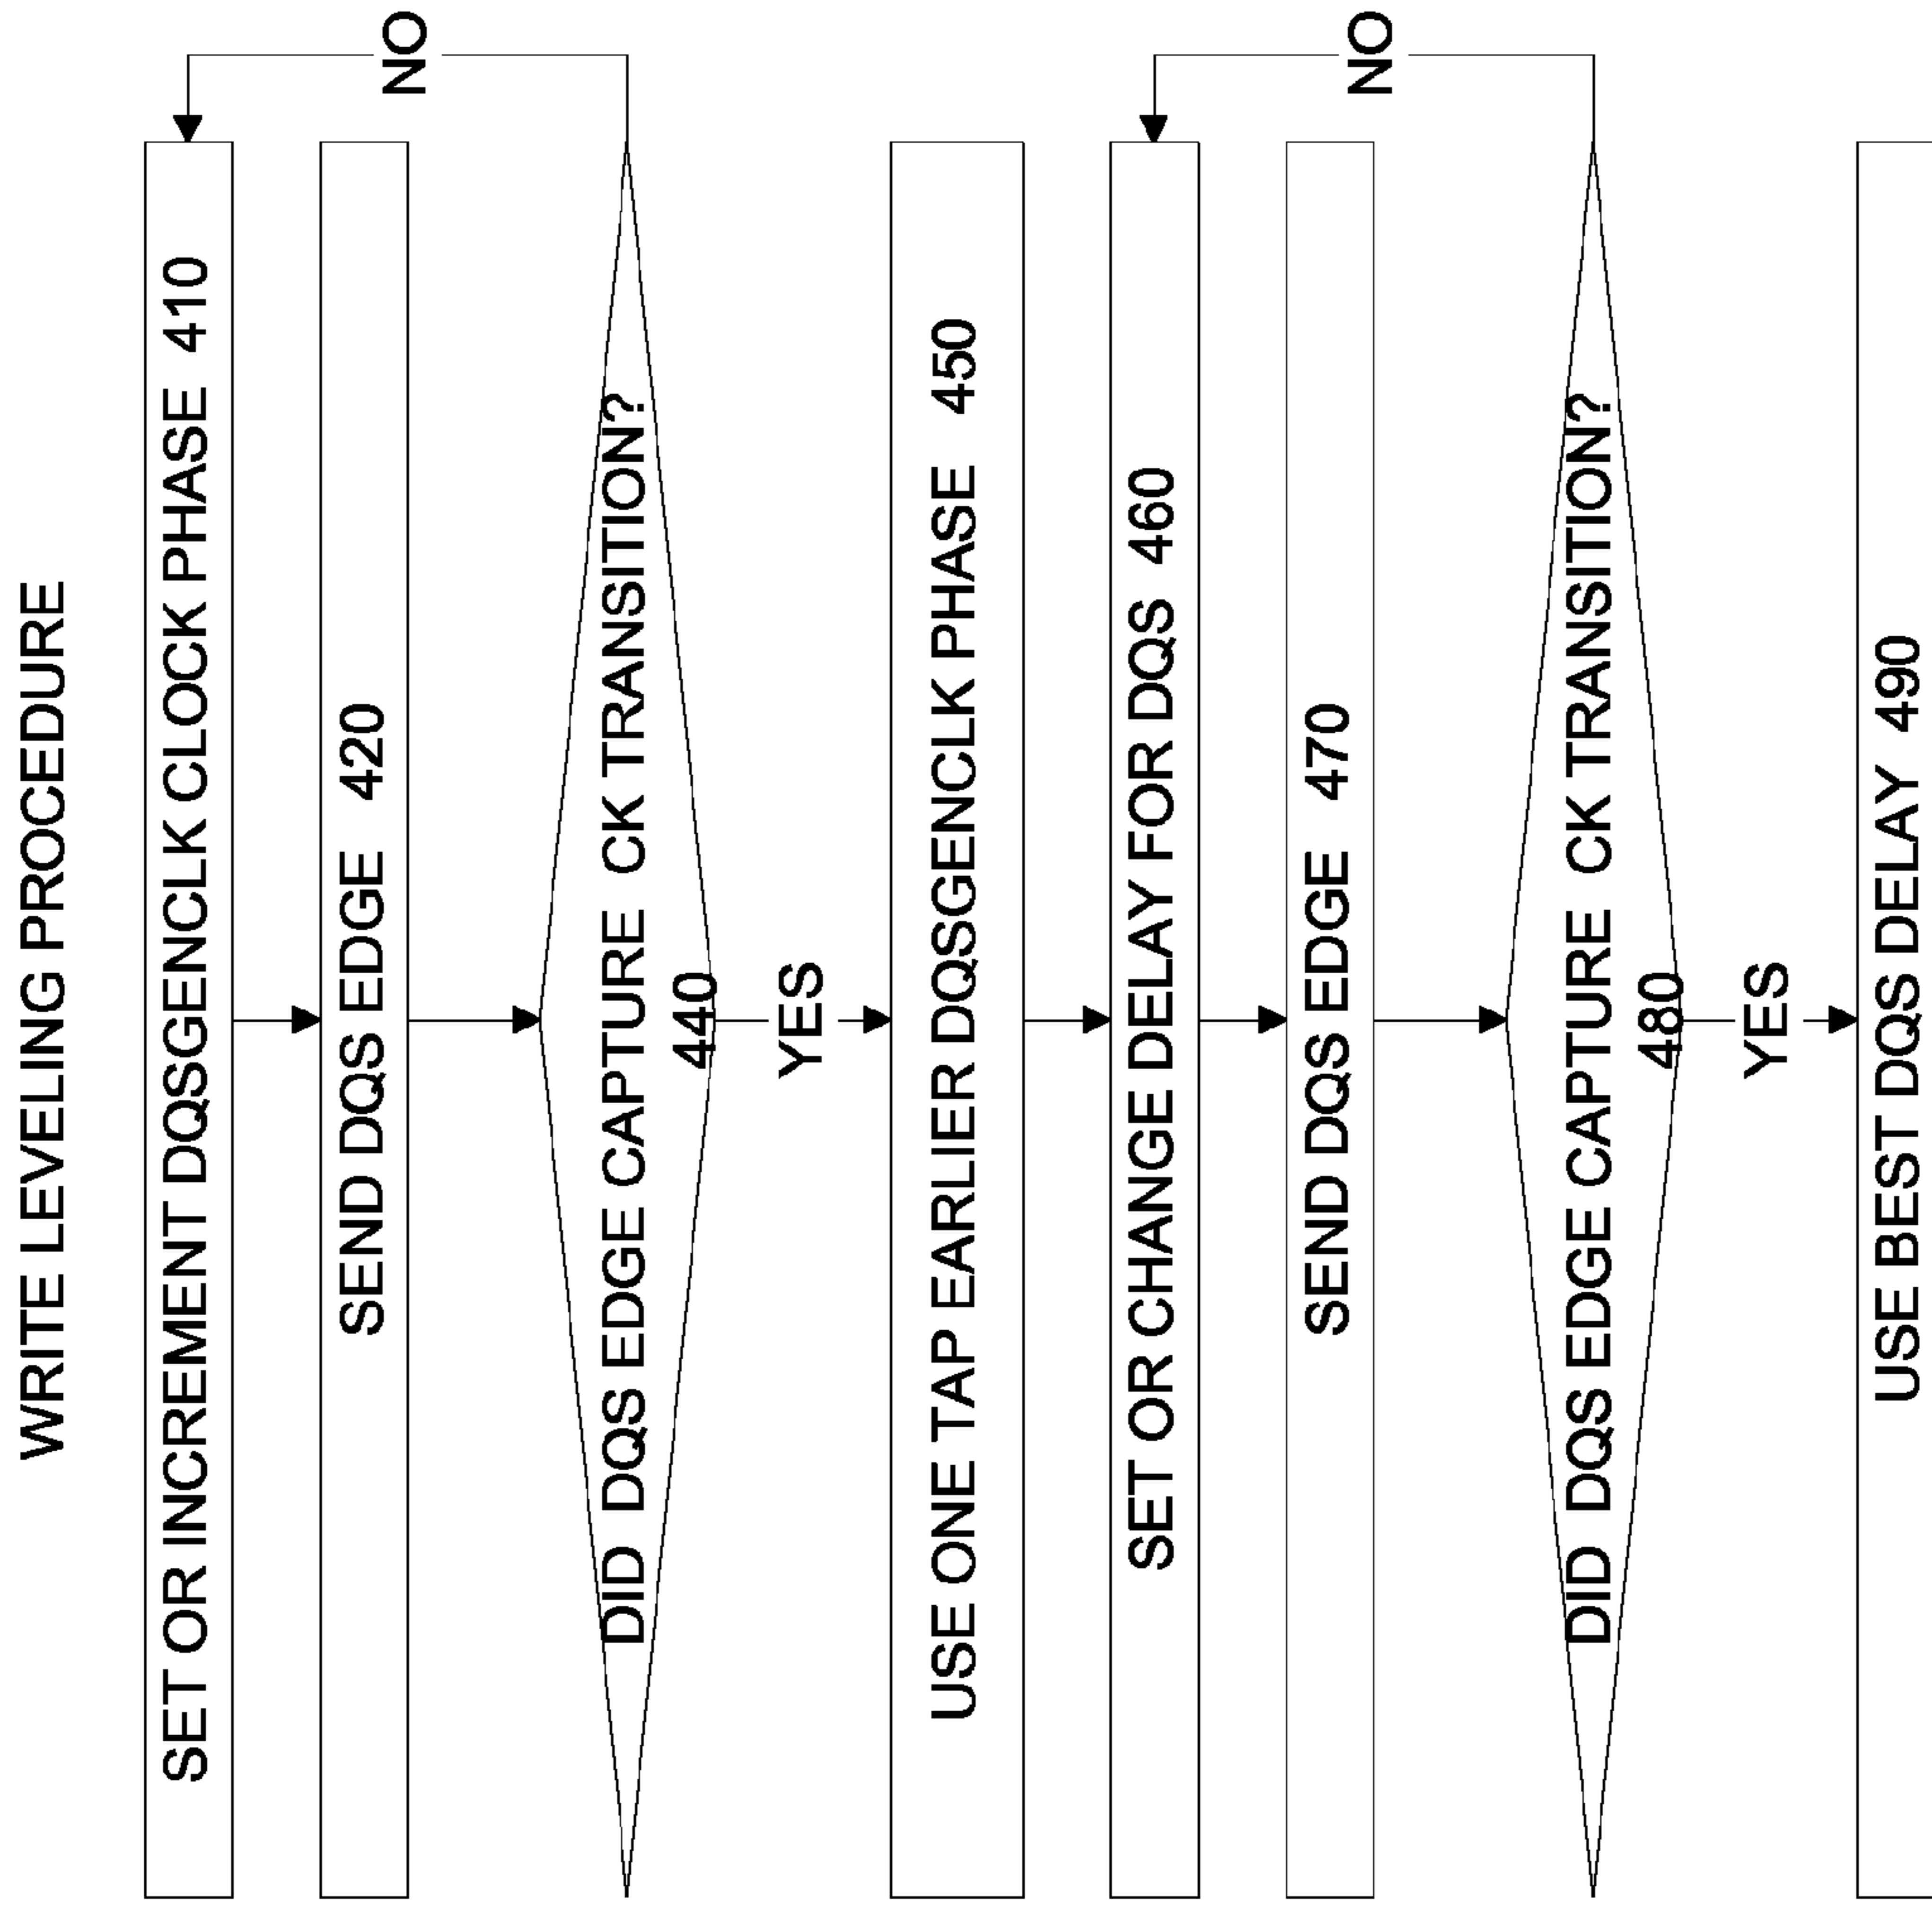 WRITE LEVELING PROCEDURE
SET OR INCREMENT DQSGENCLK CLOCK PHASE 410
SEND DQS EDGE 420
DID DQS EDGE CAPTURE CK TRANSITION?
440
NO
YES
USE ONE TAP EARLIER DQSGENCLK PHASE 450
SET OR CHANGE DELAY FOR DQS 460
SEND DQS EDGE 470
DID DQS EDGE CAPTURE CK TRANSITION?
480
NO
YES
USE BEST DQS DELAY 490